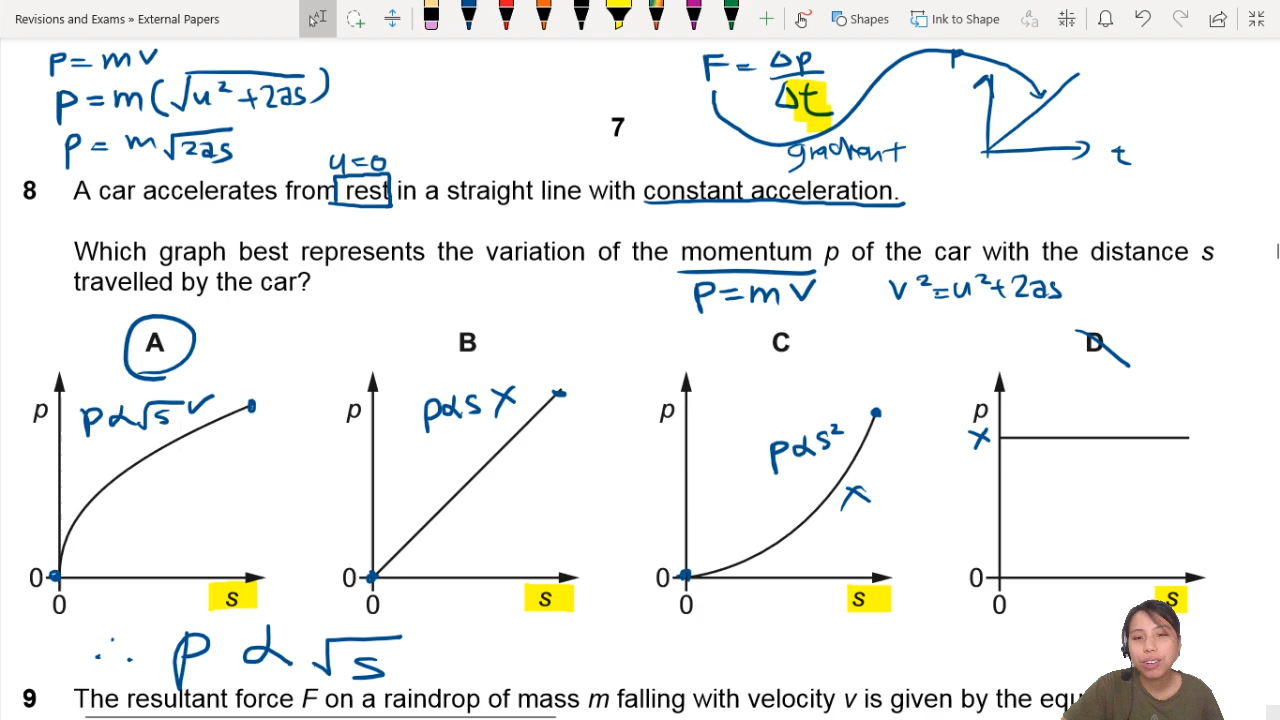 Revisions and Exams » External Papers
Shapes
Ink to Shape
p = mv
p = m(√u²+2as)
p = m√2as
F = Δp/Δt
p
gradient
t
7
u=0
8 A car accelerates from rest in a straight line with constant acceleration.
Which graph best represents the variation of the momentum p of the car with the distance s
travelled by the car?
P=mv
v²=u²+2as
A B C D
p p∝√s ✓
p p∝s X
p p∝s² X
p X
0 0 s
0 0 s
0 0 s
0 0 s
∴ p ∝ √s
9 The resultant force F on a raindrop of mass m falling with velocity v is given by the